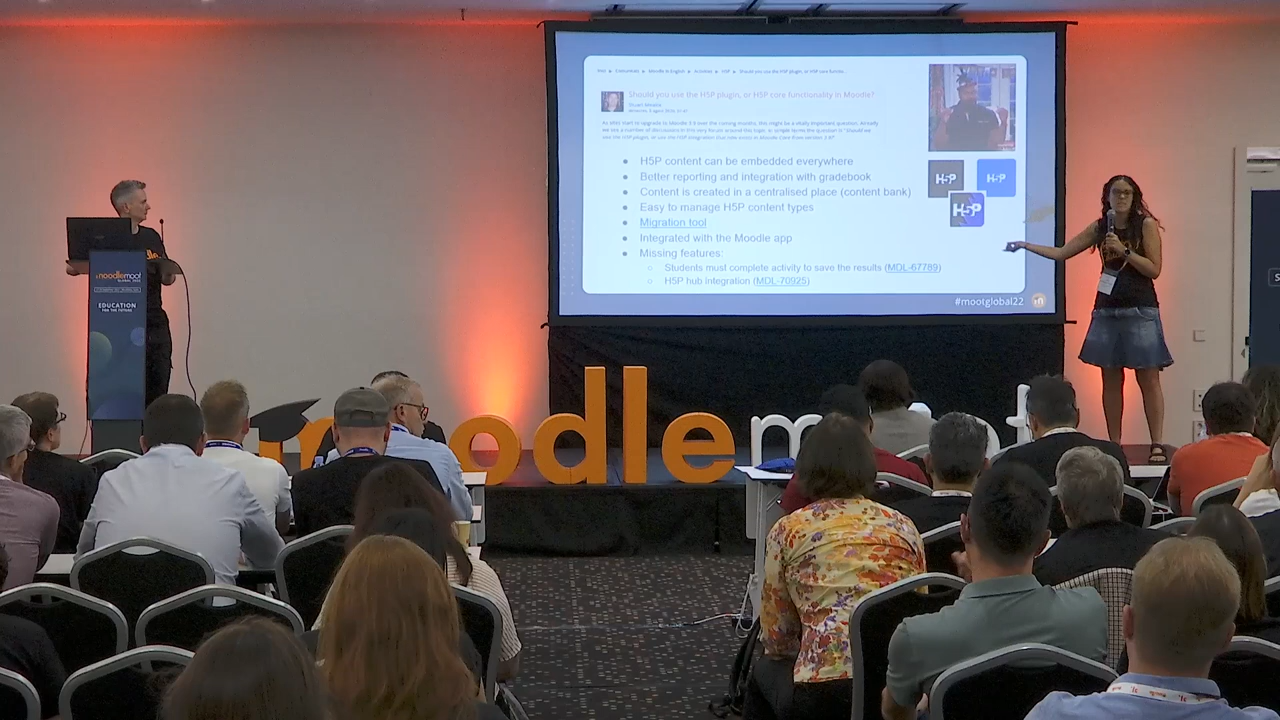 Should you use the H5P plugin, or H5P core functionality in Moodle?
● H5P content can be embedded everywhere
● Better reporting and integration with gradebook
● Content is created in a centralised place (content bank)
● Easy to manage H5P content types
● Migration tool
● Integrated with the Moodle app
● Missing features:
○ Students must complete activity to save the results (MDL-67789)
○ H5P hub integration (MDL-70925)
H5P
H5P
H5P
#mootglobal22
moodlemoot
EDUCATION
FOR THE FUTURE
moodle